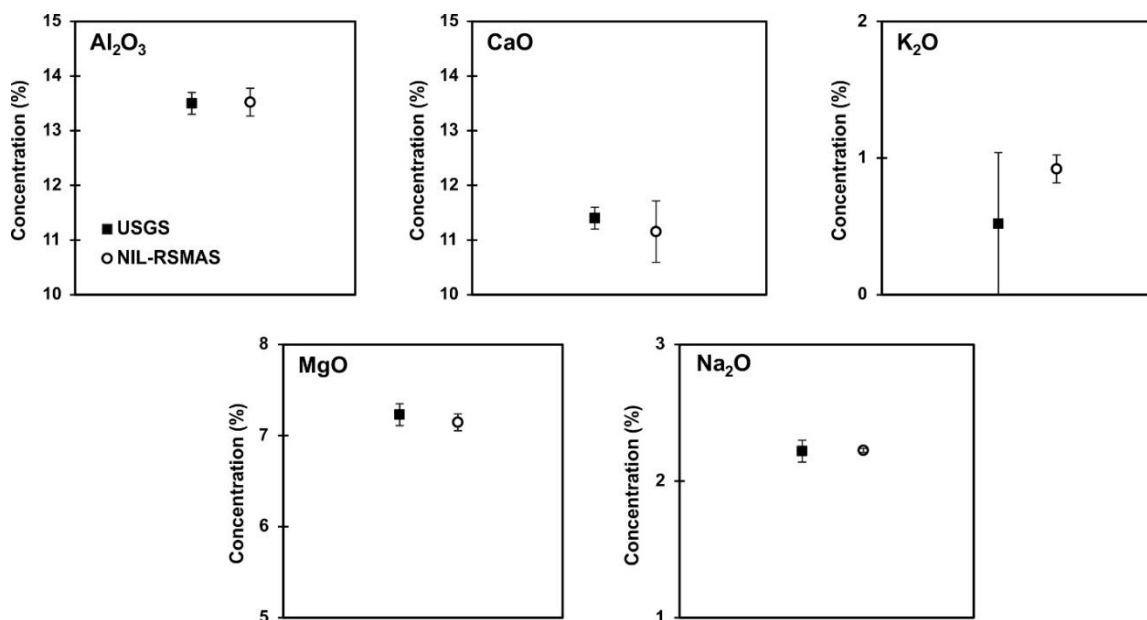 Al₂O₃
Concentration (%)
15
14
13
12
11
10
USGS
NIL-RSMAS
CaO
Concentration (%)
15
14
13
12
11
10
K₂O
Concentration (%)
2
1
0
MgO
Concentration (%)
8
7
6
5
Na₂O
Concentration (%)
3
2
1